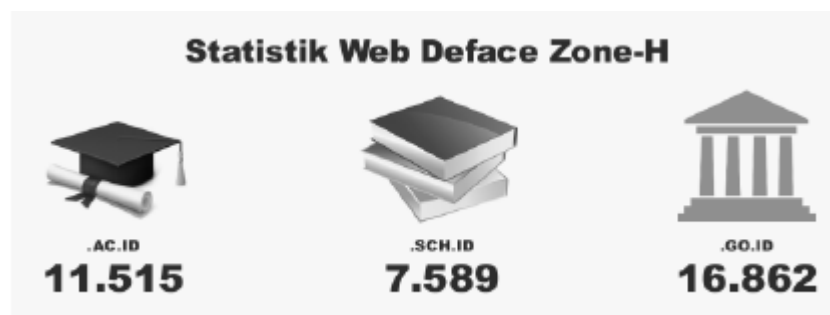 Statistik Web Deface Zone-H
.AC.ID
11.515
.SCH.ID
7.589
.GO.ID
16.862